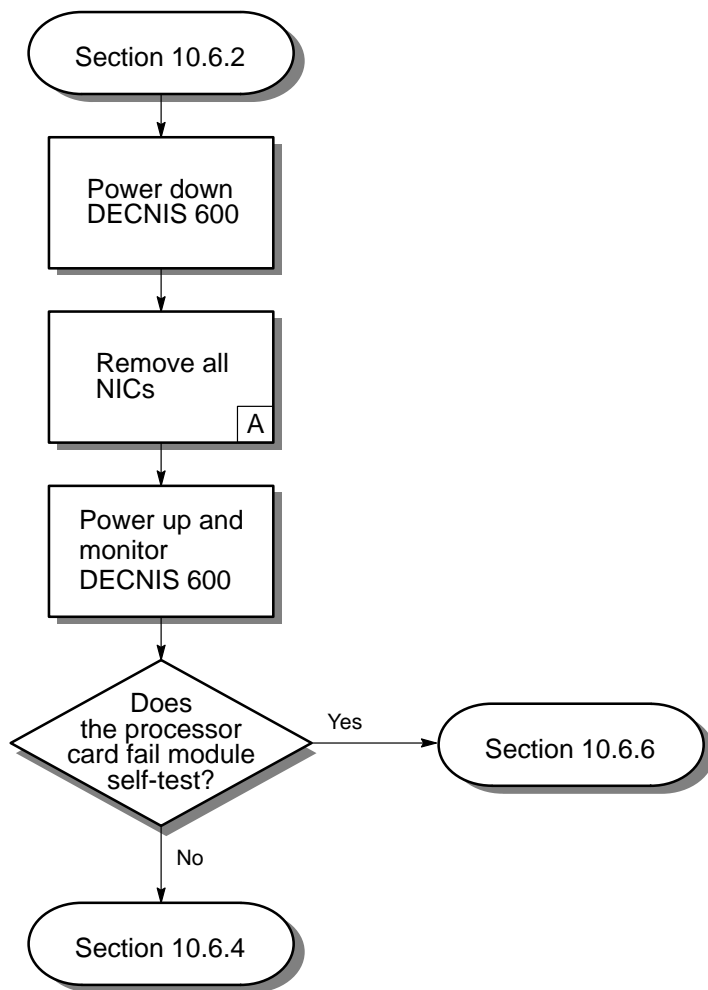 Section 10.6.2
Power down
DECNIS 600
Remove all
NICs
A
Power up and
monitor
DECNIS 600
Does
the processor
card fail module
self-test?
Yes
Section 10.6.6
No
Section 10.6.4